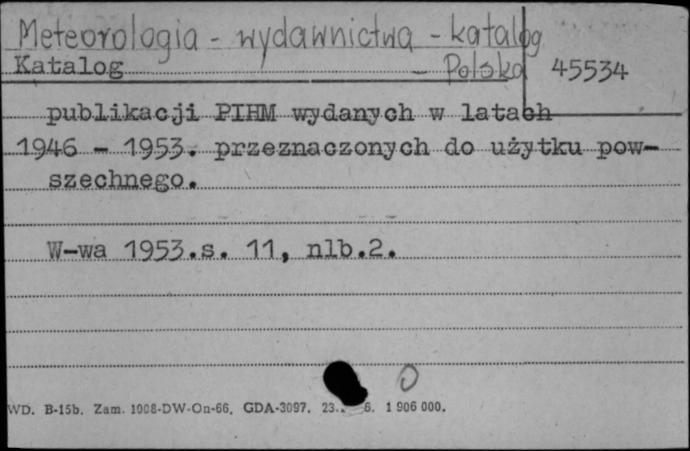 Meteorologia - wydawnictwa - katalog
Katalog - Polska 45534
publikacji PIHM wydanych w latach
1946 - 1953. przeznaczonych do użytku pow-
szechnego.
W-wa 1953.s. 11, nlb.2.
0
WD. B-15b. Zam. 1008-DW-On-66. GDA-3097. 23. 6. 1 906 000.